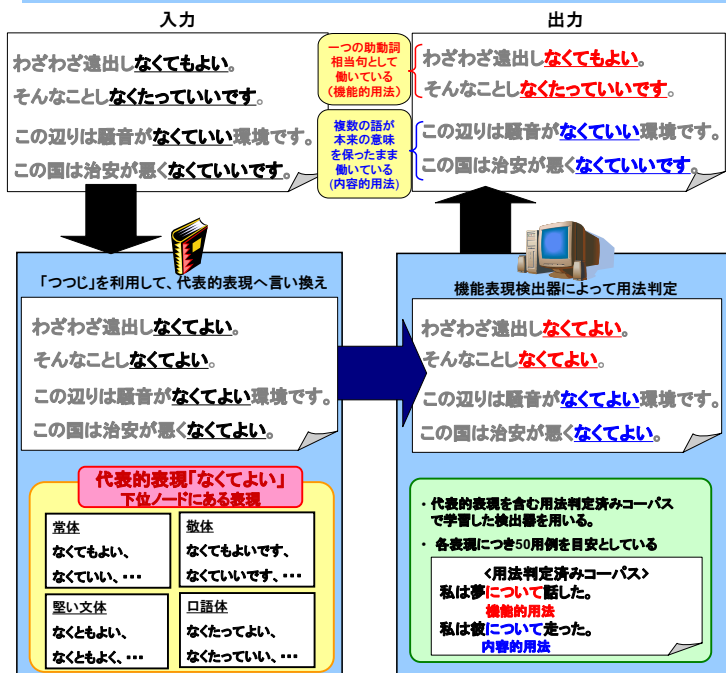 入力
わざわざ遠出しなくてもよい。
そんなことしなくたっていいです。
この辺りは騒音がなくていい環境です。
この国は治安が悪くなくていいです。
一つの助動詞
相当句として
働いている
（機能的用法）
複数の語が
本来の意味
を保ったまま
働いている
(内容的用法)
出力
わざわざ遠出しなくてもよい。
そんなことしなくたっていいです。
この辺りは騒音がなくていい環境です。
この国は治安が悪くなくていいです。
「つつじ」を利用して、代表的表現へ言い換え
わざわざ遠出しなくてよい。
そんなことしなくてよい。
この辺りは騒音がなくてよい環境です。
この国は治安が悪くなくてよい。
代表的表現「なくてよい」
下位ノードにある表現
常体
なくてもよい、
なくていい、･･･
敬体
なくてもよいです、
なくていいです、･･･
堅い文体
なくともよい、
なくともよく、･･･
口語体
なくたってよい、
なくたっていい、･･･
機能表現検出器によって用法判定
わざわざ遠出しなくてよい。
そんなことしなくてよい。
この辺りは騒音がなくてよい環境です。
この国は治安が悪くなくてよい。
・代表的表現を含む用法判定済みコーパス
で学習した検出器を用いる。
・ 各表現につき50用例を目安としている
<用法判定済みコーパス>
私は夢について話した。
機能的用法
私は彼について走った。
内容的用法